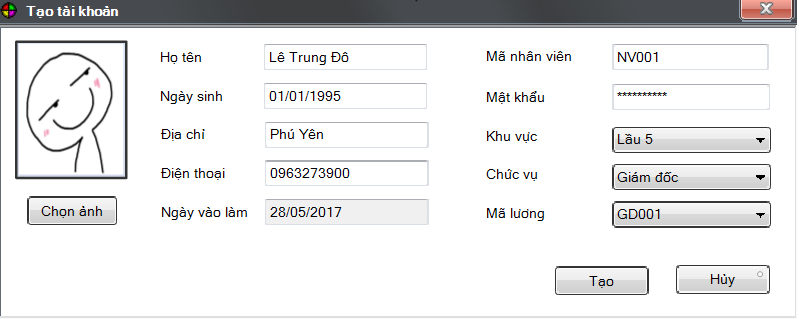 Tạo tài khoản
Họ tên Lê Trung Đô Mã nhân viên NV001
Ngày sinh 01/01/1995 Mật khẩu **********
Địa chỉ Phú Yên Khu vực Lầu 5
Điện thoại 0963273900 Chức vụ Giám đốc
Chọn ảnh Ngày vào làm 28/05/2017 Mã lương GD001
Tạo Hủy